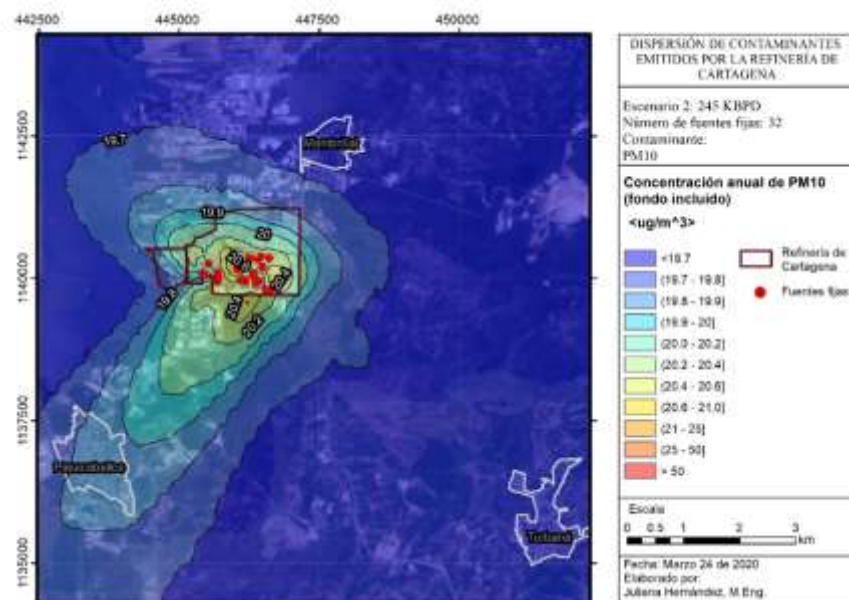 442500 445000 447500 450000
1142500
1140000
1137500
1135000
19.7
19.9
20
20.4
19.8
20.4
20.2
Turbana
DISPERSIÓN DE CONTAMINANTES
EMITIDOS POR LA REFINERÍA DE
CARTAGENA
Escenario 2: 245 KBPD
Número de fuentes fijas: 32
Contaminante:
PM10
Concentración anual de PM10
(fondo incluido)
<ug/m^3>
<19.7
(19.7 - 19.8]
(19.8 - 19.9]
(19.9 - 20]
(20.0 - 20.2]
(20.2 - 20.4]
(20.4 - 20.6]
(20.6 - 21.0]
(21 - 25]
(25 - 50]
> 50
Refinería de
Cartagena
Fuentes fijas
Escala
0 0.5 1 2 3
km
Fecha: Marzo 24 de 2020
Elaborado por:
Juliana Hernández, M.Eng.